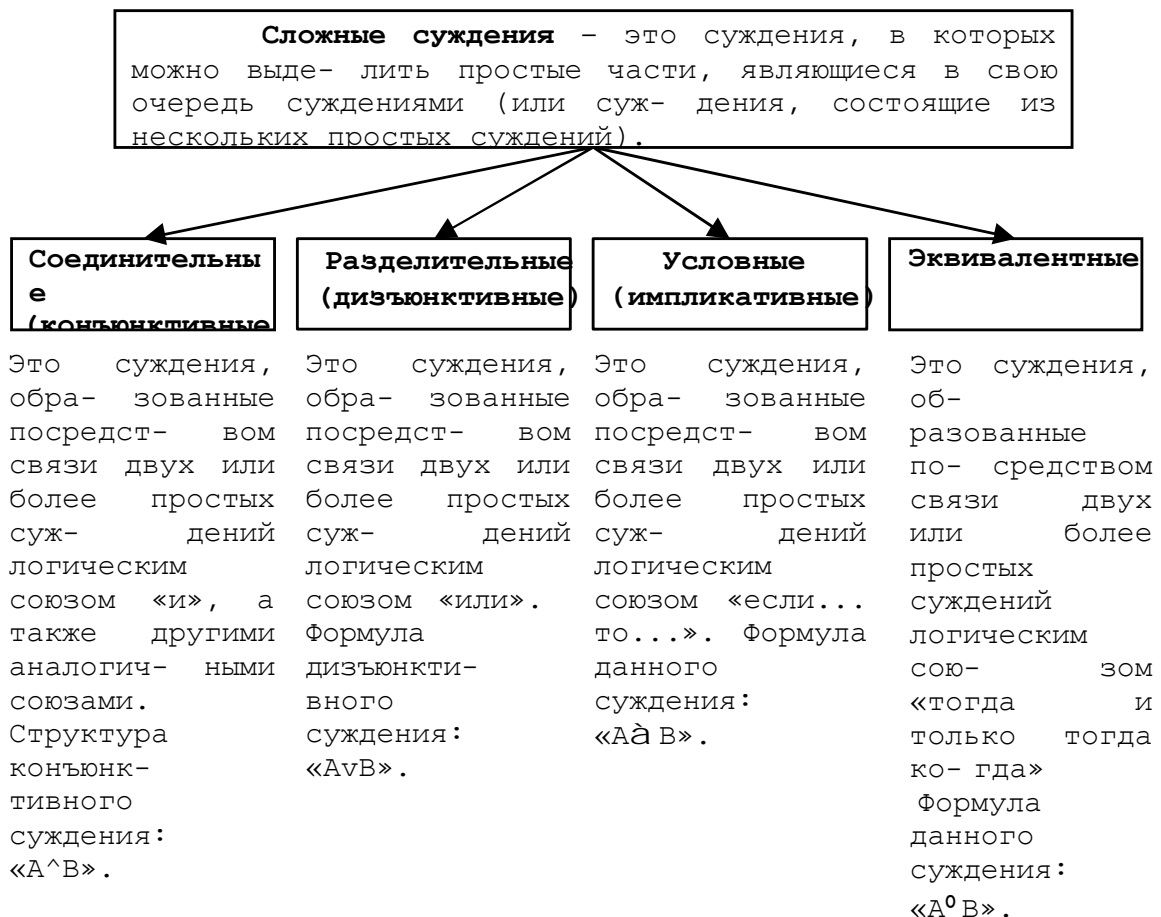 Сложные суждения – это суждения, в которых
можно выде- лить простые части, являющиеся в свою
очередь суждениями (или суж- дения, состоящие из
нескольких простых суждений).
Соединительны
е
(конъюнктивные
Разделительные
(дизъюнктивные)
Условные
(импликативные)
Эквивалентные
Это суждения,
обра- зованные
посредст- вом
связи двух или
более простых
суж- дений
логическим
союзом «и», а
также другими
аналогич- ными
союзами.
Структура
конъюнк-
тивного
суждения:
«А^В».
Это суждения,
обра- зованные
посредст- вом
связи двух или
более простых
суж- дений
логическим
союзом «или».
Формула
дизъюнкти-
вного
суждения:
«АvВ».
Это суждения,
обра- зованные
посредст- вом
связи двух или
более простых
суж- дений
логическим
союзом «если...
то...». Формула
данного
суждения:
«Аà В».
Это суждения,
об-
разованные
по- средством
связи двух
или более
простых
суждений
логическим
сою- зом
«тогда и
только тогда
ко- гда»
Формула
данного
суждения:
«Аº В».